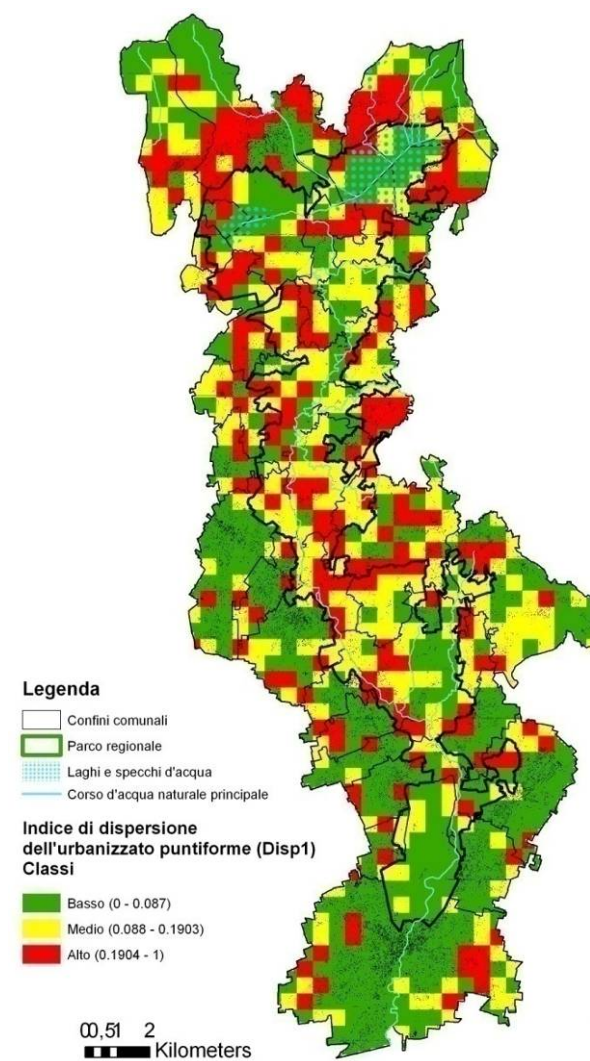 Legenda
Confini comunali
Parco regionale
Laghi e specchi d'acqua
Corso d'acqua naturale principale
Indice di dispersione
dell'urbanizzato puntiforme (Disp1)
Classi
Basso (0 - 0.087)
Medio (0.088 - 0.1903)
Alto (0.1904 - 1)
00,51 2
Kilometers